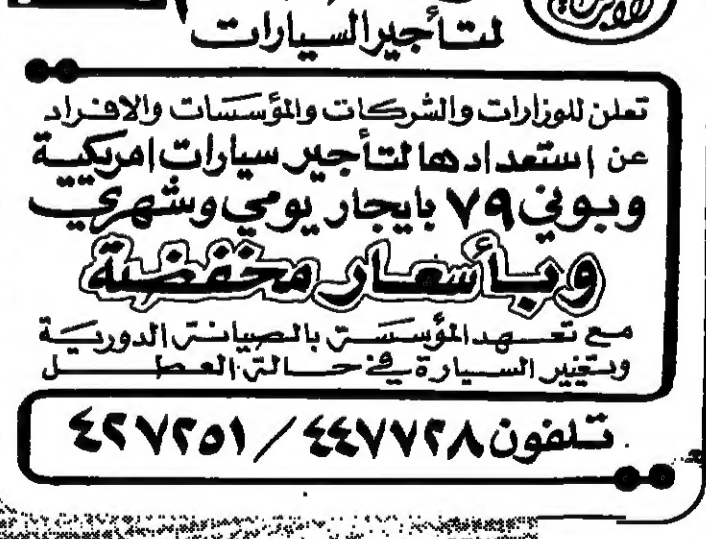 لتأجير السيارات
تعلن للوزارات والشركات والمؤسسات والافراد
عن استعدادها لتأجير سيارات امريكية
وبوني ٧٩ بايجار يومي وشهري
وبأسعار مخفضة
مع تعهد المؤسسة بالصيانة الدورية
وتغيير السيارة في حالة العطل
تلفون ٤٤٧٧٢٨ / ٤٢٧٢٥١